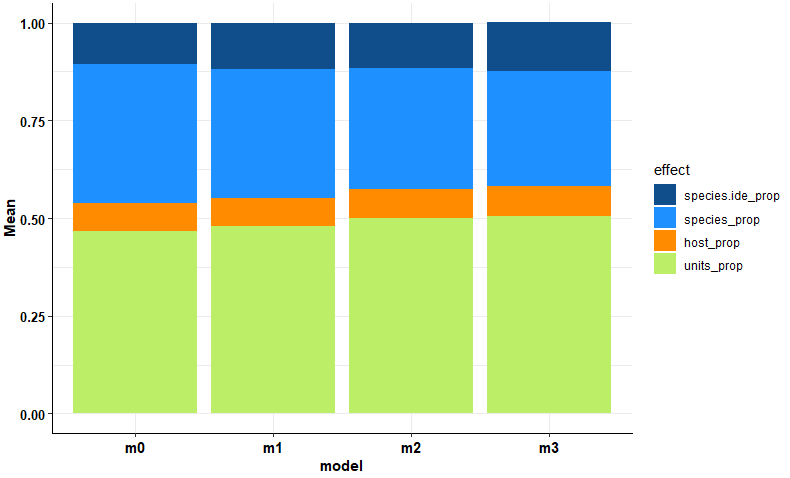 1.00
0.75
0.50
0.25
0.00
Mean
m0 m1 m2 m3
model
effect
species.ide_prop
species_prop
host_prop
units_prop